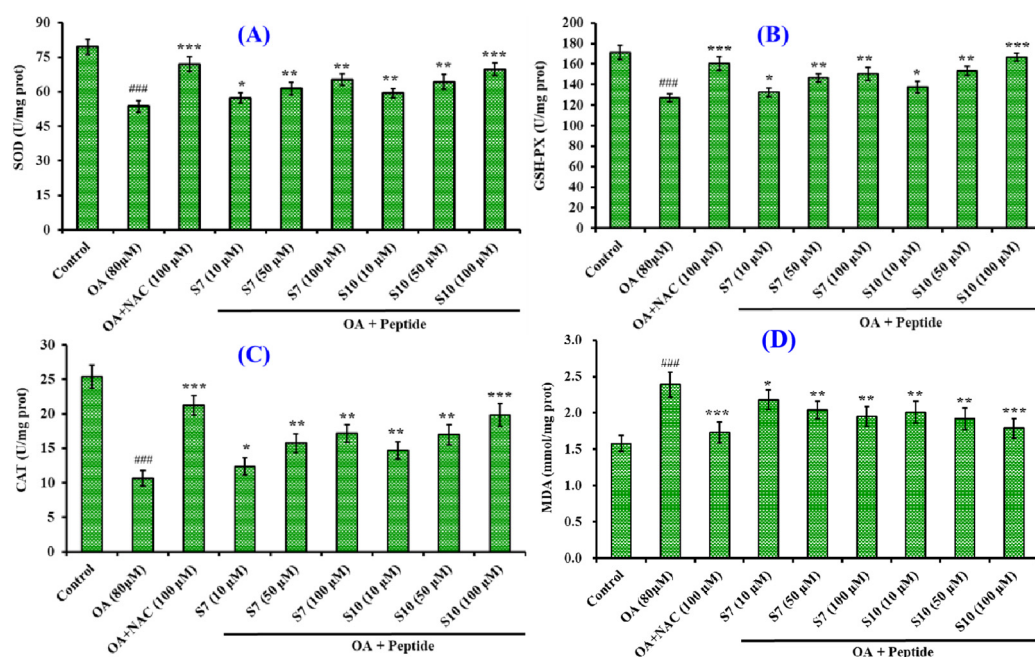 (A)
SOD (U/mg prot)
90
75
60
45
30
15
0
###
***
*
**
**
**
**
***
Control
OA (80μM)
OA+NAC (100 μM)
S7 (10 μM)
S7 (50 μM)
S7 (100 μM)
S10 (10 μM)
S10 (50 μM)
S10 (100 μM)
OA + Peptide
(B)
GSH-PX (U/mg prot)
200
180
160
140
120
100
80
60
40
20
0
###
***
*
**
**
*
**
***
Control
OA (80μM)
OA+NAC (100 μM)
S7 (10 μM)
S7 (50 μM)
S7 (100 μM)
S10 (10 μM)
S10 (50 μM)
S10 (100 μM)
OA + Peptide
(C)
CAT (U/mg prot)
30
25
20
15
10
5
0
###
***
*
**
**
**
**
***
Control
OA (80μM)
OA+NAC (100 μM)
S7 (10 μM)
S7 (50 μM)
S7 (100 μM)
S10 (10 μM)
S10 (50 μM)
S10 (100 μM)
OA + Peptide
(D)
MDA (mmol/mg prot)
3.0
2.5
2.0
1.5
1.0
0.5
0.0
###
***
*
**
**
**
**
***
Control
OA (80μM)
OA+NAC (100 μM)
S7 (10 μM)
S7 (50 μM)
S7 (100 μM)
S10 (10 μM)
S10 (50 μM)
S10 (100 μM)
OA + Peptide